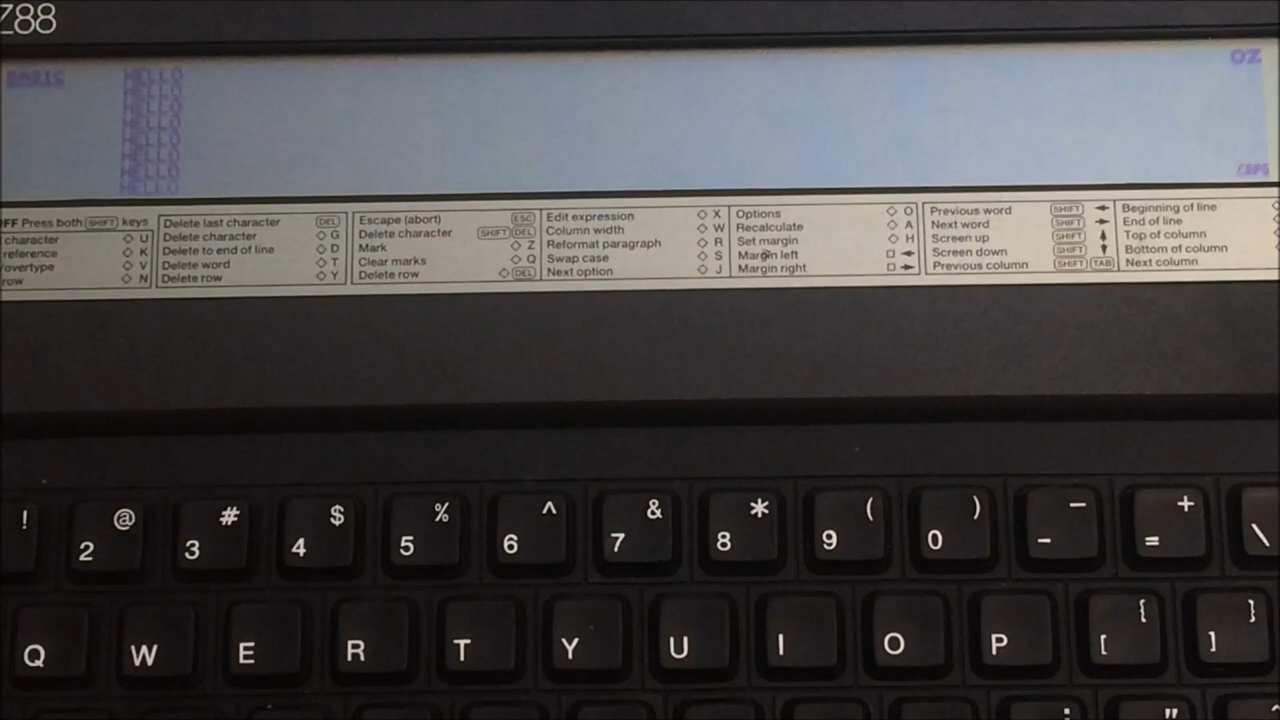 Z88
BASIC
OZ
HELLO
HELLO
HELLO
HELLO
HELLO
HELLO
HELLO
HELLO
CAPS
FF Press both SHIFT keys
character ◇ U
reference ◇ K
overtype ◇ V
row ◇ N
Delete last character DEL
Delete character ◇ G
Delete to end of line ◇ D
Delete word ◇ T
Delete row ◇ Y
Escape (abort) ESC
Delete character SHIFT DEL
Mark ◇ Z
Clear marks ◇ Q
Delete row ◇ DEL
Edit expression ◇ X
Column width ◇ W
Reformat paragraph ◇ R
Swap case ◇ S
Next option ◇ J
Options ◇ O
Recalculate ◇ A
Set margin ◇ H
Margin left □ ←
Margin right □ →
Previous word SHIFT ←
Next word SHIFT →
Screen up SHIFT ↑
Screen down SHIFT ↓
Previous column SHIFT TAB
Beginning of line
End of line
Top of column
Bottom of column
Next column
! @ # $ % ^ & * ( ) — +
2 3 4 5 6 7 8 9 0 - = \
{ }
Q W E R T Y U I O P [ ]
: "